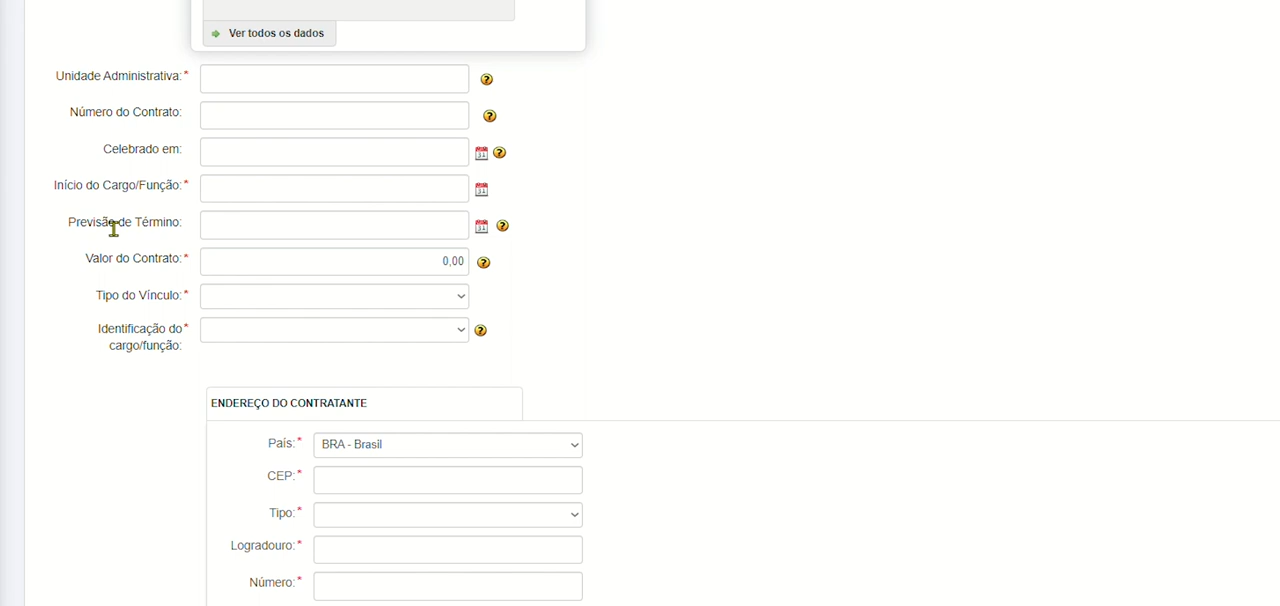 Ver todos os dados
Unidade Administrativa:*
Número do Contrato:
Celebrado em:
Início do Cargo/Função:*
Previsão de Término:
Valor do Contrato:* 0,00
Tipo do Vínculo:*
Identificação do*
cargo/função:
ENDEREÇO DO CONTRATANTE
País:* BRA - Brasil
CEP:*
Tipo:*
Logradouro:*
Número:*